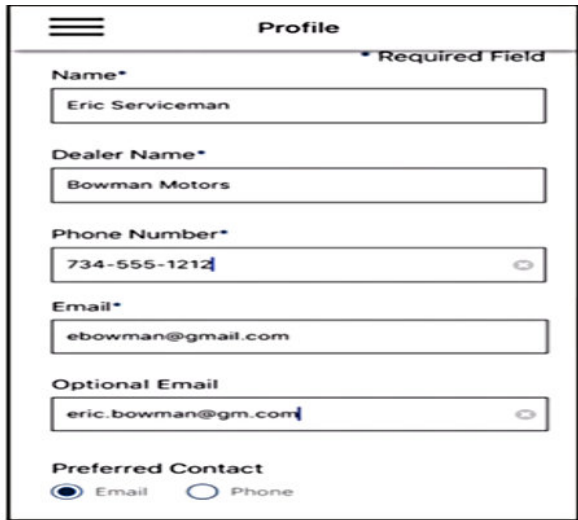 Profile
* Required Field
Name*
Eric Serviceman
Dealer Name*
Bowman Motors
Phone Number*
734-555-1212
Email*
ebowman@gmail.com
Optional Email
eric.bowman@gm.com
Preferred Contact
Email Phone